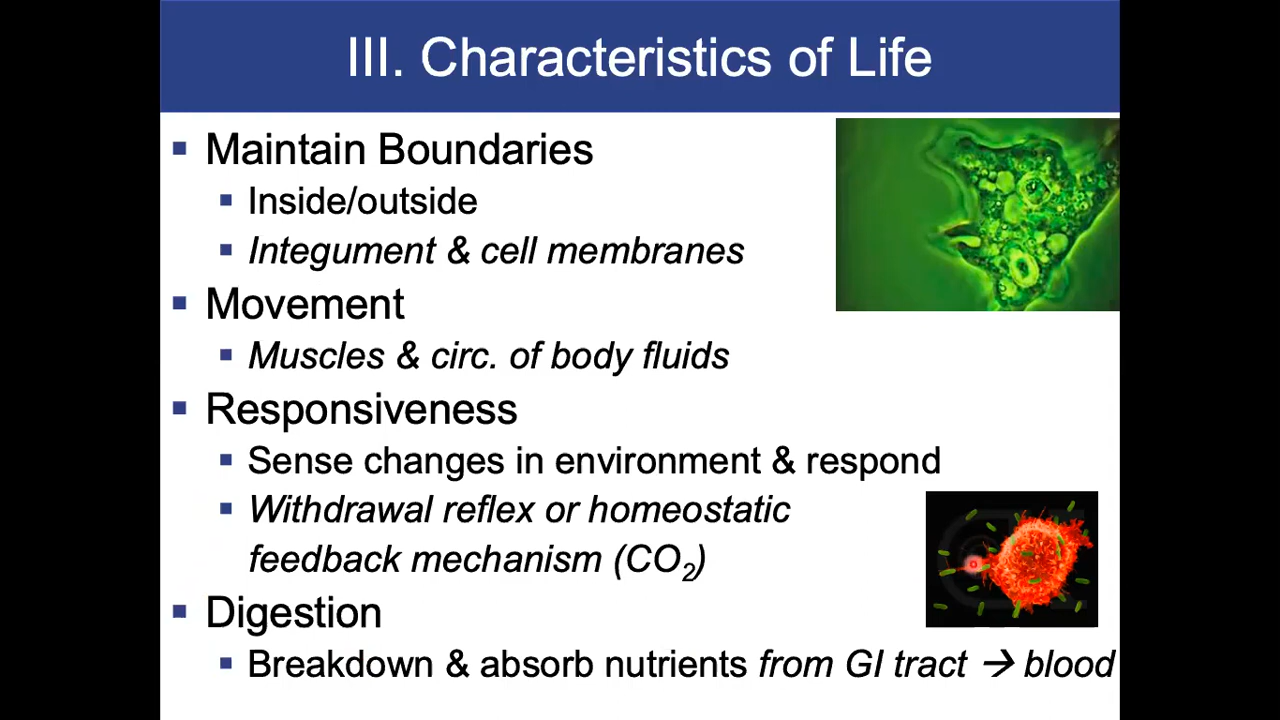 III. Characteristics of Life
▪ Maintain Boundaries
▪ Inside/outside
▪ Integument & cell membranes
▪ Movement
▪ Muscles & circ. of body fluids
▪ Responsiveness
▪ Sense changes in environment & respond
▪ Withdrawal reflex or homeostatic
feedback mechanism (CO₂)
▪ Digestion
▪ Breakdown & absorb nutrients from GI tract → blood